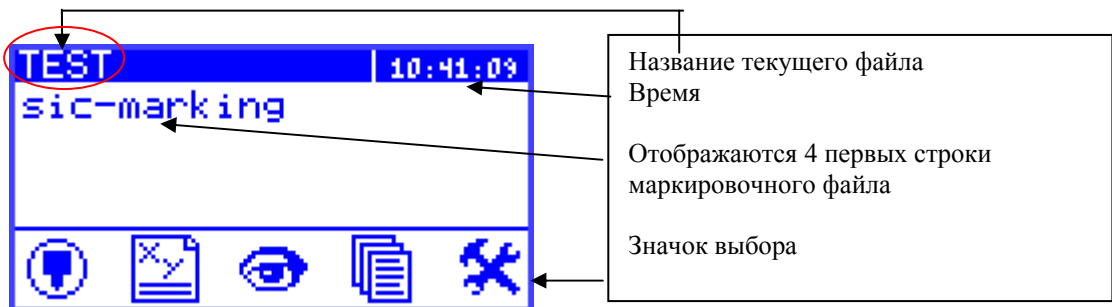 TEST 10:41:09
sic-marking
Название текущего файла
Время
Отображаются 4 первых строки
маркировочного файла
Значок выбора